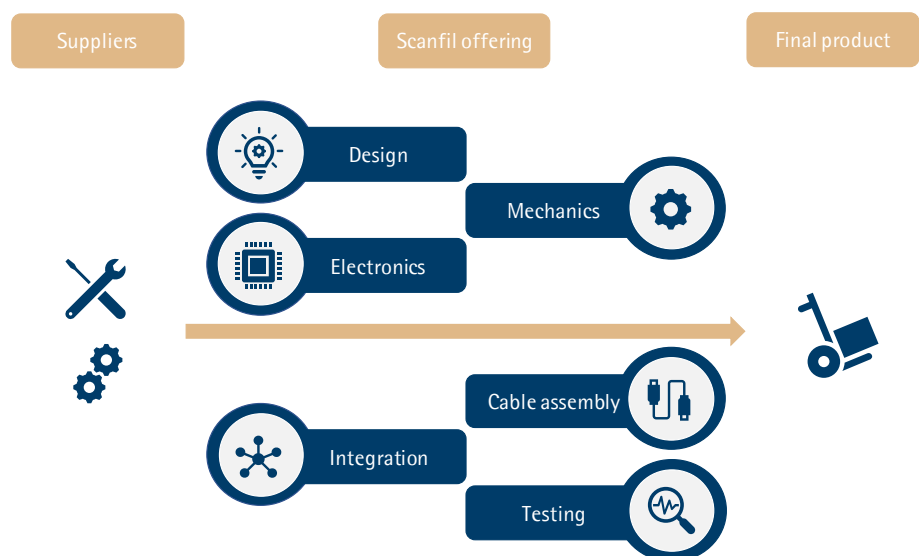 Suppliers
Scanfil offering
Final product
Design
Mechanics
Electronics
Cable assembly
Integration
Testing